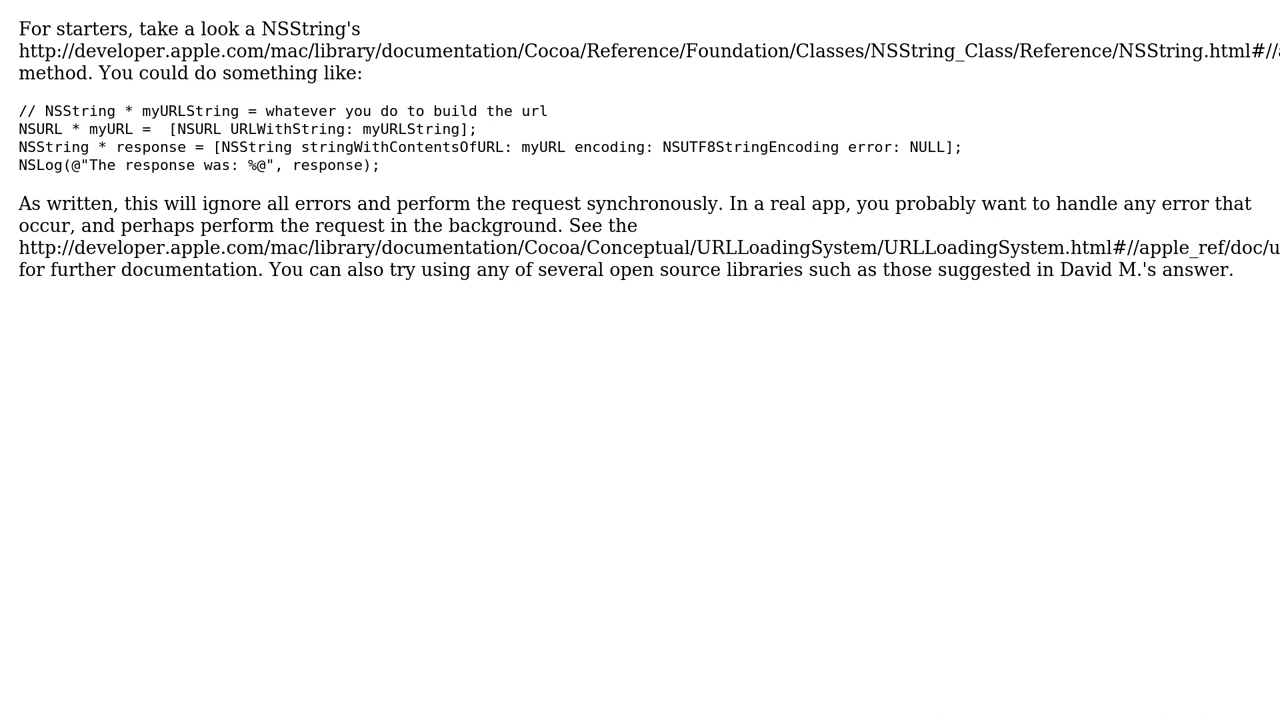 For starters, take a look a NSString's
http://developer.apple.com/mac/library/documentation/Cocoa/Reference/Foundation/Classes/NSString_Class/Reference/NSString.html#//
method. You could do something like:
// NSString * myURLString = whatever you do to build the url
NSURL * myURL =  [NSURL URLWithString: myURLString];
NSString * response = [NSString stringWithContentsOfURL: myURL encoding: NSUTF8StringEncoding error: NULL];
NSLog(@"The response was: %@", response);
As written, this will ignore all errors and perform the request synchronously. In a real app, you probably want to handle any error that
occur, and perhaps perform the request in the background. See the
http://developer.apple.com/mac/library/documentation/Cocoa/Conceptual/URLLoadingSystem/URLLoadingSystem.html#//apple_ref/doc/u
for further documentation. You can also try using any of several open source libraries such as those suggested in David M.'s answer.